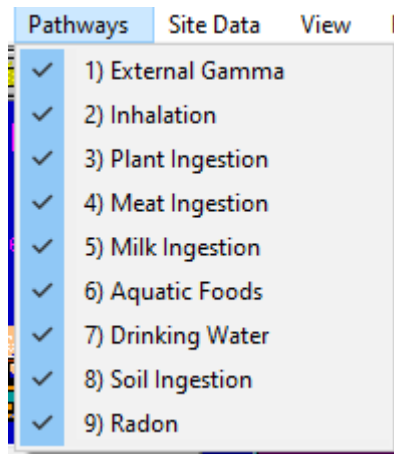 Pathways Site Data View
1) External Gamma
2) Inhalation
3) Plant Ingestion
4) Meat Ingestion
5) Milk Ingestion
6) Aquatic Foods
7) Drinking Water
8) Soil Ingestion
9) Radon